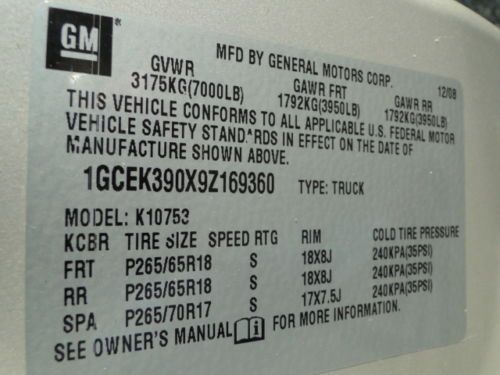 GM
MFD BY GENERAL MOTORS CORP.
GVWR GAWR FRT GAWR RR 12/08
3175KG(7000LB) 1792KG(3950LB) 1792KG(3950LB)
THIS VEHICLE CONFORMS TO ALL APPLICABLE U.S. FEDERAL MOTOR
VEHICLE SAFETY STANDARDS IN EFFECT ON THE DATE OF
MANUFACTURE SHOWN ABOVE.
1GCEK390X9Z169360 TYPE: TRUCK
MODEL: K10753
KCBR TIRE SIZE SPEED RTG RIM COLD TIRE PRESSURE
FRT P265/65R18 S 18X8J 240KPA(35PSI)
RR P265/65R18 S 18X8J 240KPA(35PSI)
SPA P265/70R17 S 17X7.5J 240KPA(35PSI)
SEE OWNER'S MANUAL FOR MORE INFORMATION.